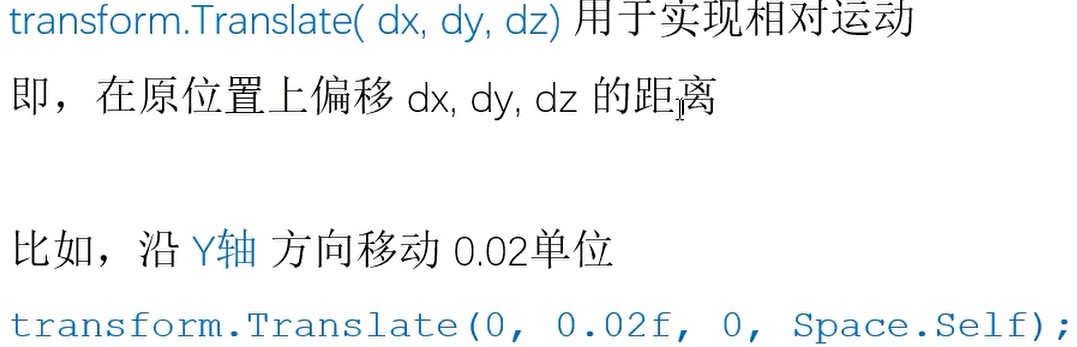 transform.Translate( dx, dy, dz) 用于实现相对运动
即，在原位置上偏移 dx, dy, dz 的距离
比如，沿 Y轴 方向移动 0.02单位
transform.Translate(0, 0.02f, 0, Space.Self);